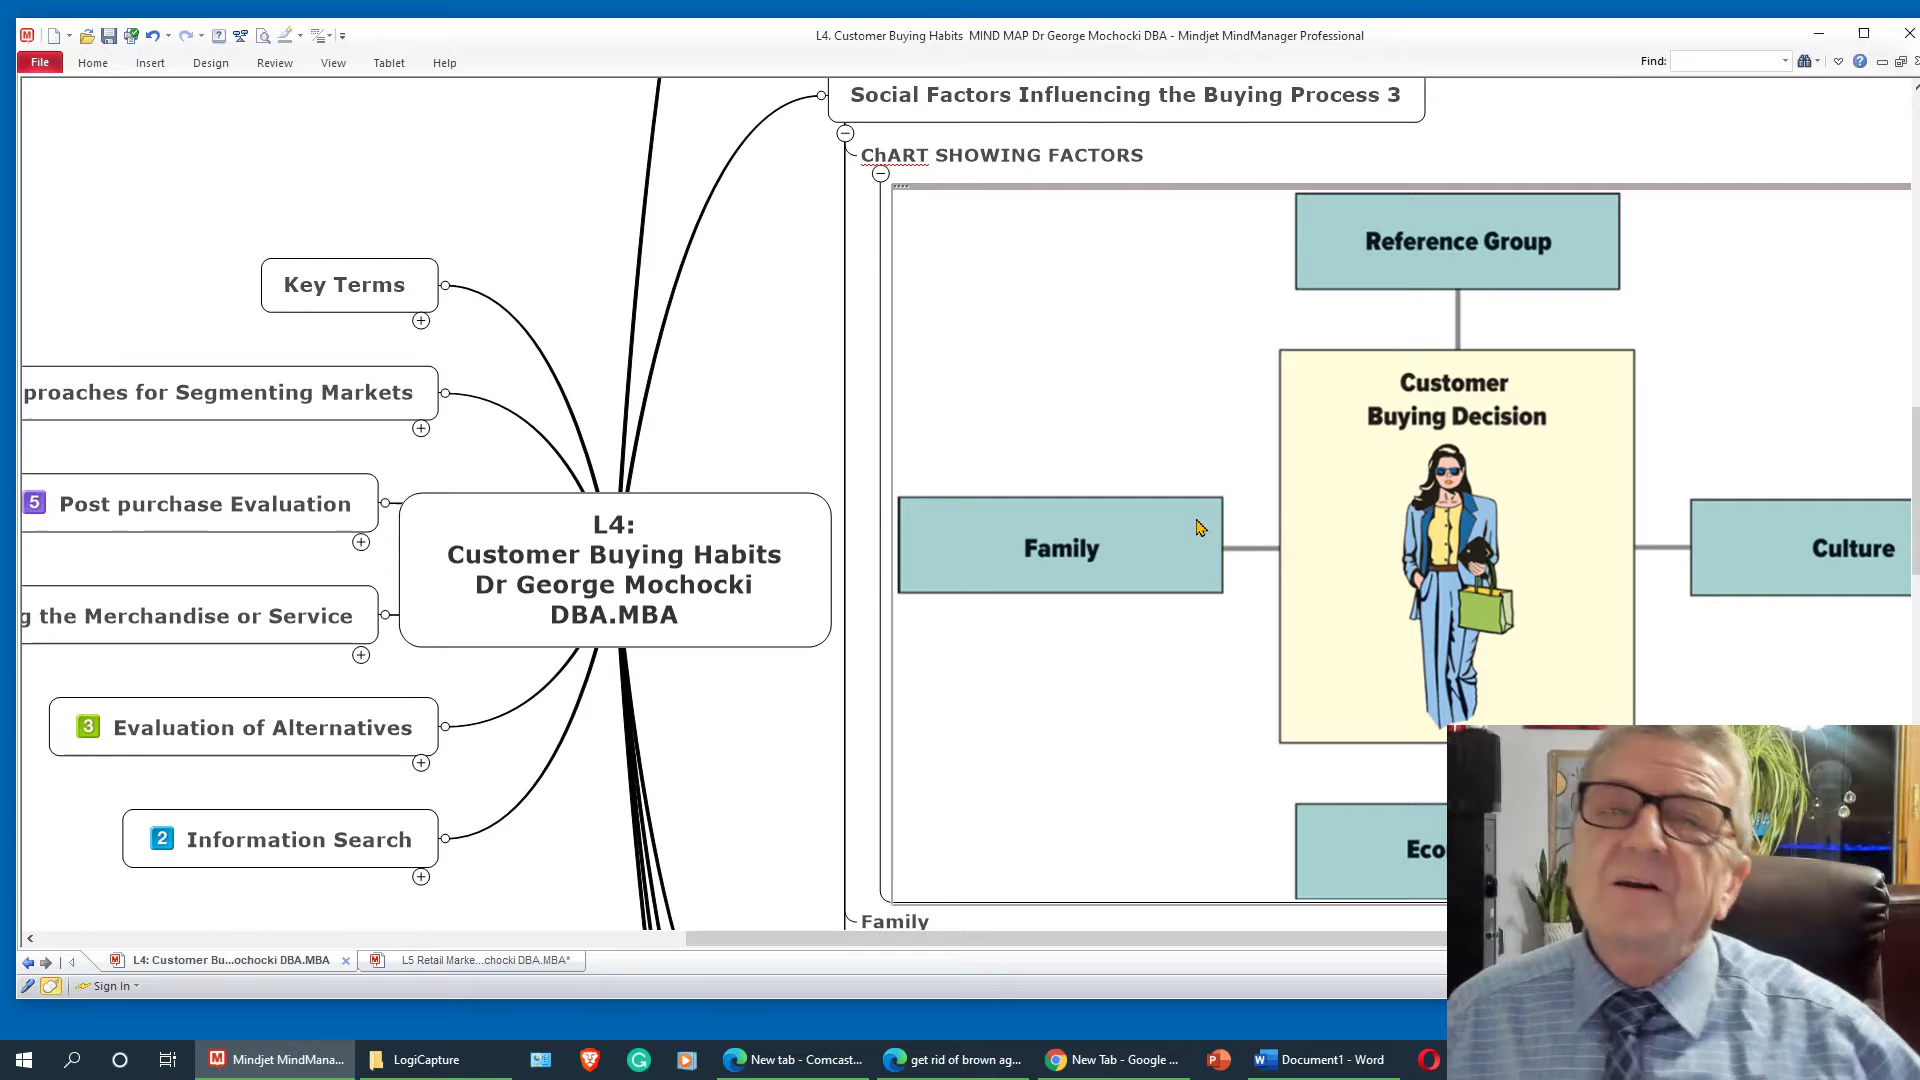 L4. Customer Buying Habits  MIND MAP Dr George Mochocki DBA - Mindjet MindManager Professional
File
Home
Insert
Design
Review
View
Tablet
Help
Find:
Social Factors Influencing the Buying Process 3
ChART SHOWING FACTORS
Reference Group
Key Terms
Customer
Buying Decision
proaches for Segmenting Markets
5 Post purchase Evaluation
L4:
Customer Buying Habits
Dr George Mochocki
DBA.MBA
Family
Culture
g the Merchandise or Service
3 Evaluation of Alternatives
2 Information Search
Eco
Family
L4: Customer Bu...ochocki DBA.MBA
L5 Retail Marke...chocki DBA.MBA*
Sign In
Mindjet MindMana...
LogiCapture
New tab - Comcast...
get rid of brown ag...
New Tab - Google ...
Document1 - Word